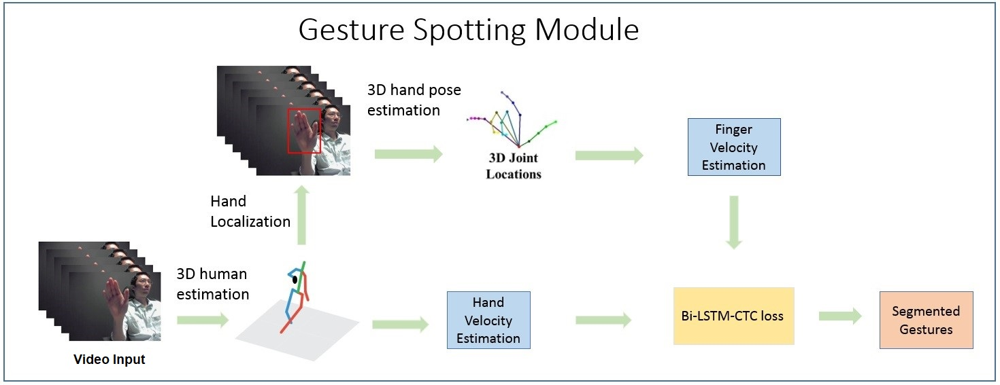 Gesture Spotting Module
3D hand pose
estimation
3D Joint
Locations
Finger
Velocity
Estimation
Hand
Localization
3D human
estimation
Video Input
Hand
Velocity
Estimation
Bi-LSTM-CTC loss
Segmented
Gestures